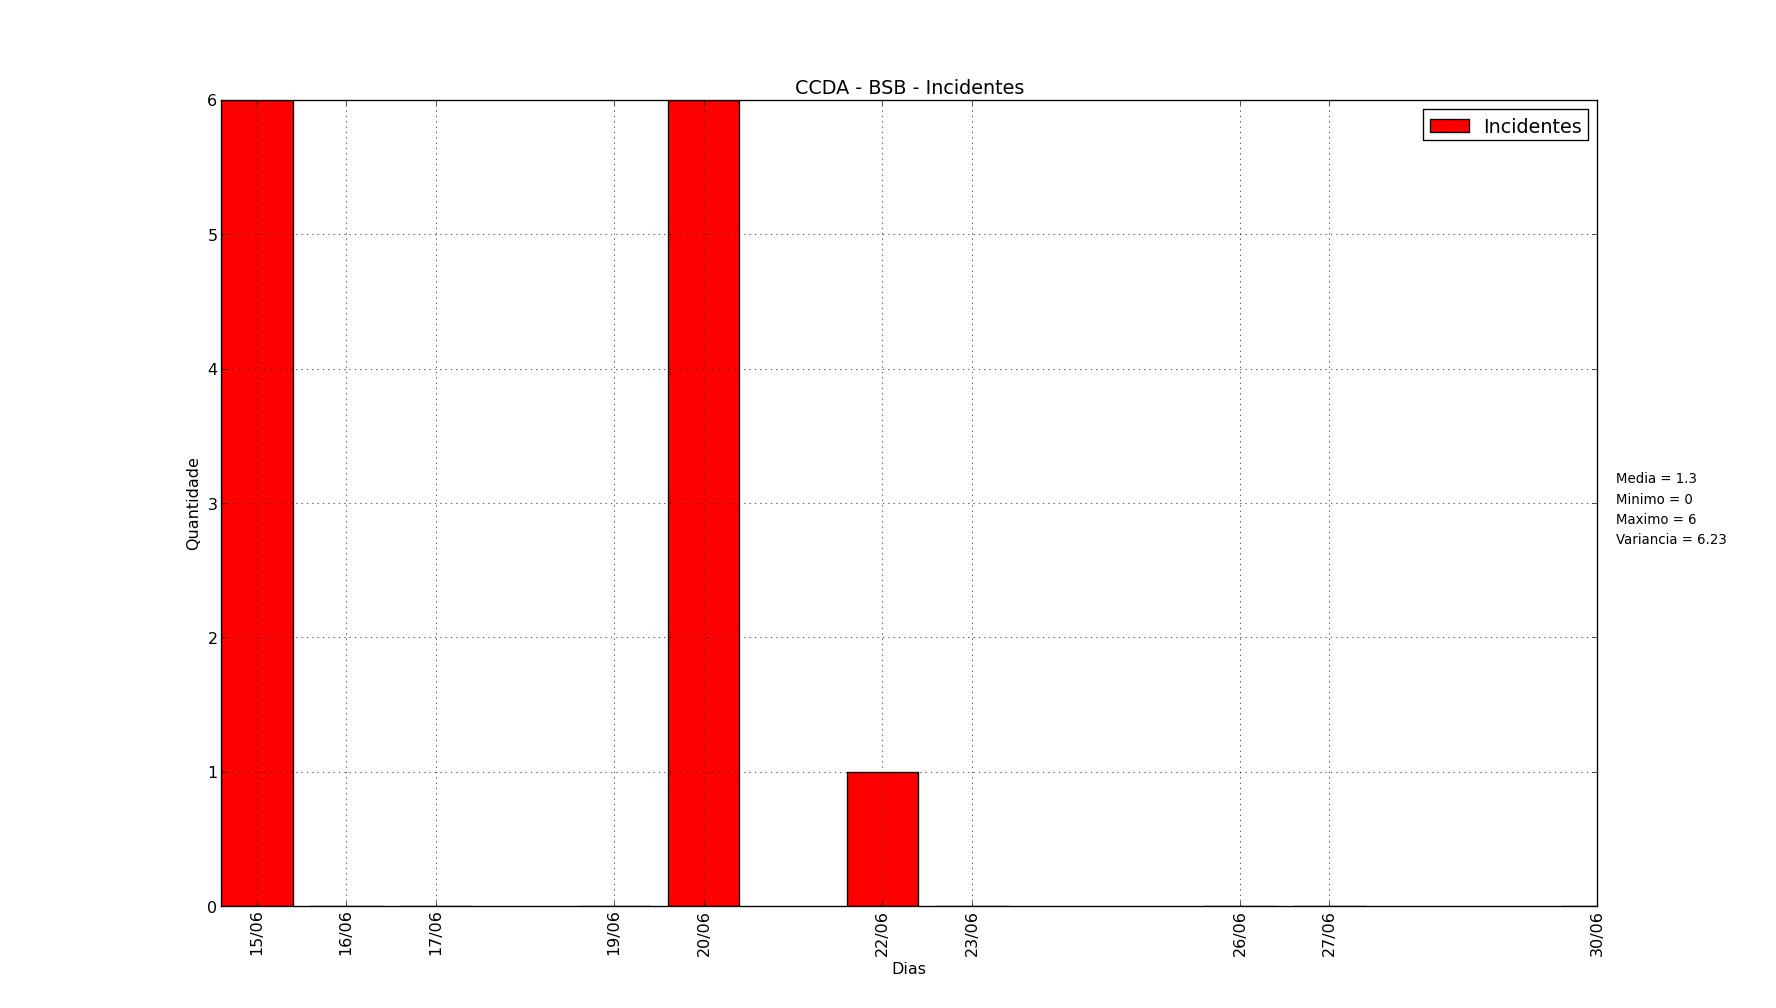 CCDA - BSB - Incidentes
Incidentes
6
5
4
3
2
1
0
Quantidade
15/06
16/06
17/06
19/06
20/06
22/06
23/06
26/06
27/06
30/06
Dias
Media = 1.3
Minimo = 0
Maximo = 6
Variancia = 6.23